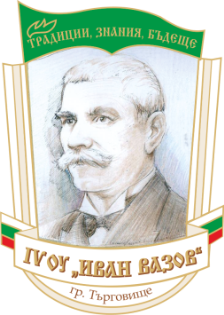 ТРАДИЦИИ, ЗНАНИЯ, БЪДЕЩЕ
IV ОУ „ИВАН ВАЗОВ“
гр. Търговище